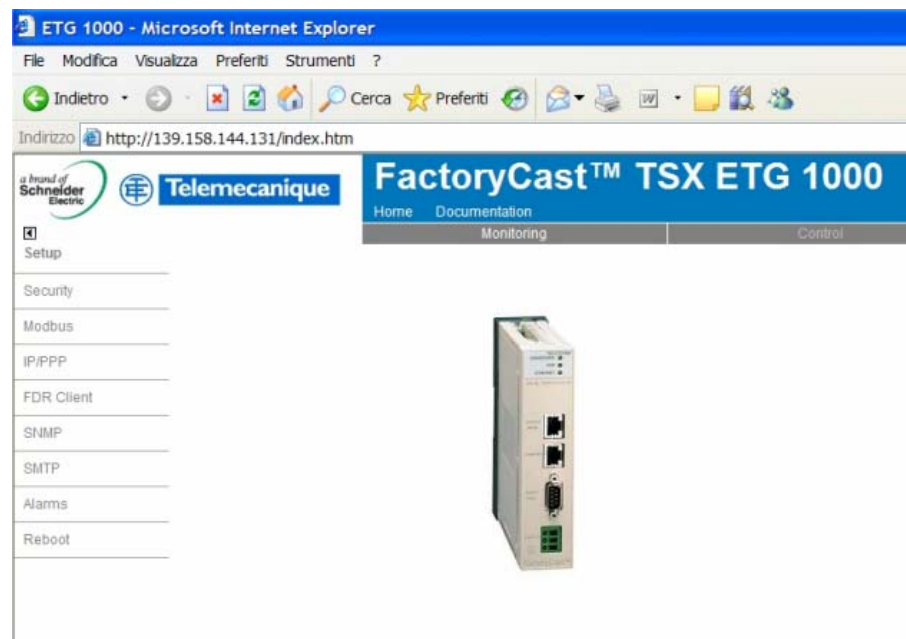 ETG 1000 - Microsoft Internet Explorer
File Modifica Visualizza Preferiti Strumenti ?
Indietro Cerca Preferiti
Indirizzo http://139.158.144.131/index.htm
a brand of
Schneider
Electric
Telemecanique
FactoryCast™ TSX ETG 1000
Home Documentation
Monitoring Control
Setup
Security
Modbus
IP/PPP
FDR Client
SNMP
SMTP
Alarms
Reboot